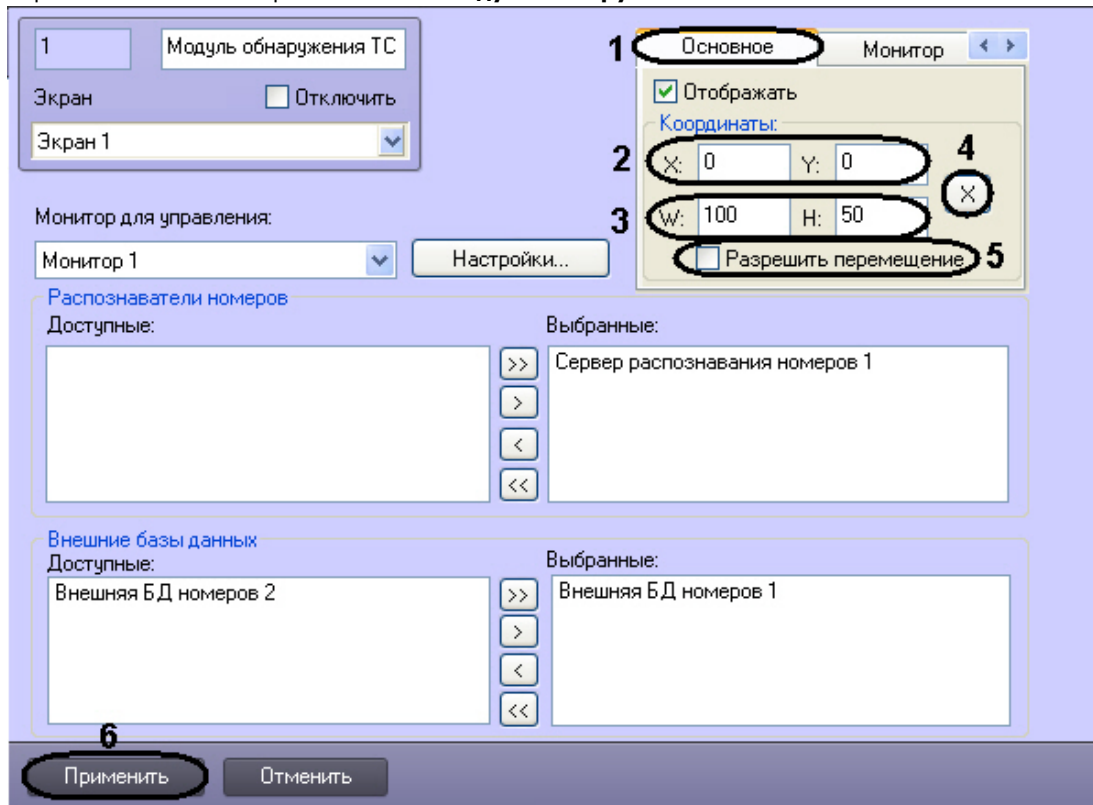 1 Модуль обнаружения ТС
Экран Отключить
Экран 1
Монитор для управления:
Монитор 1 Настройки...
1 Основное Монитор
Отображать
Координаты:
2 X: 0 Y: 0 4
X
3 W: 100 H: 50
Разрешить перемещение 5
Распознаватели номеров
Доступные: Выбранные:
Сервер распознавания номеров 1
>>
>
<
<<
Внешние базы данных
Доступные: Выбранные:
Внешняя БД номеров 2 >> Внешняя БД номеров 1
>
<
<<
6
Применить Отменить